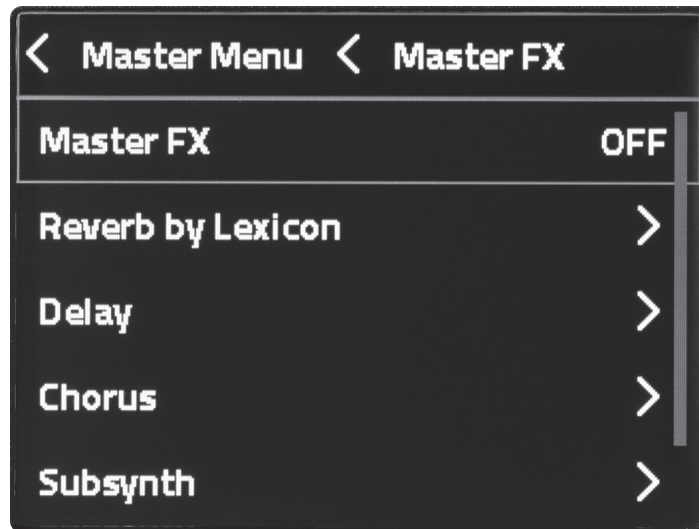 < Master Menu < Master FX
Master FX OFF
Reverb by Lexicon >
Delay >
Chorus >
Subsynth >